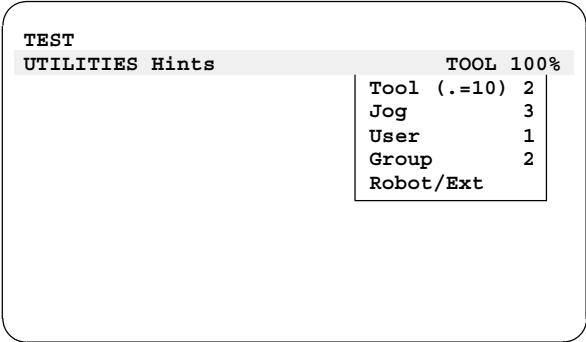 TEST
UTILITIES Hints TOOL 100%
Tool (.=10) 2
Jog 3
User 1
Group 2
Robot/Ext